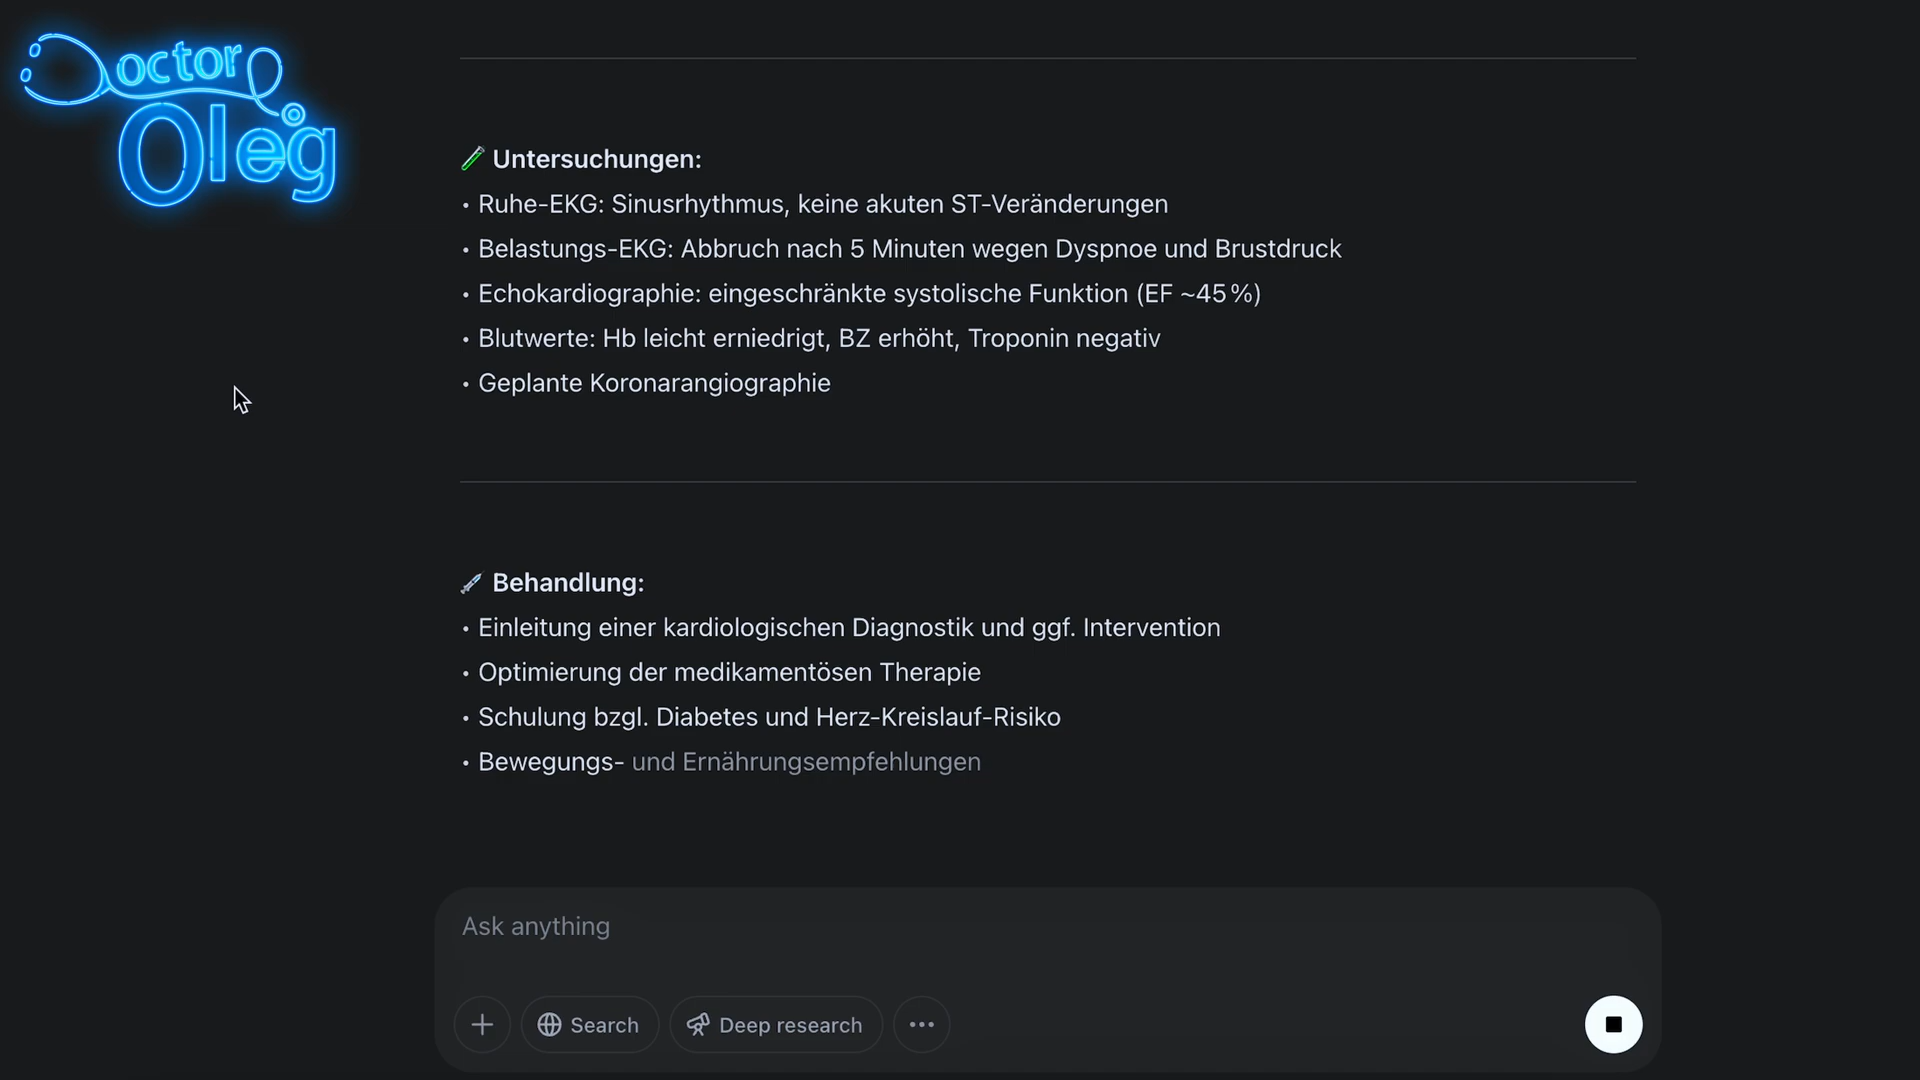 Doctor
Oleg
Untersuchungen:
• Ruhe-EKG: Sinusrhythmus, keine akuten ST-Veränderungen
• Belastungs-EKG: Abbruch nach 5 Minuten wegen Dyspnoe und Brustdruck
• Echokardiographie: eingeschränkte systolische Funktion (EF ~45 %)
• Blutwerte: Hb leicht erniedrigt, BZ erhöht, Troponin negativ
• Geplante Koronarangiographie
Behandlung:
• Einleitung einer kardiologischen Diagnostik und ggf. Intervention
• Optimierung der medikamentösen Therapie
• Schulung bzgl. Diabetes und Herz-Kreislauf-Risiko
• Bewegungs- und Ernährungsempfehlungen
Ask anything
Search
Deep research